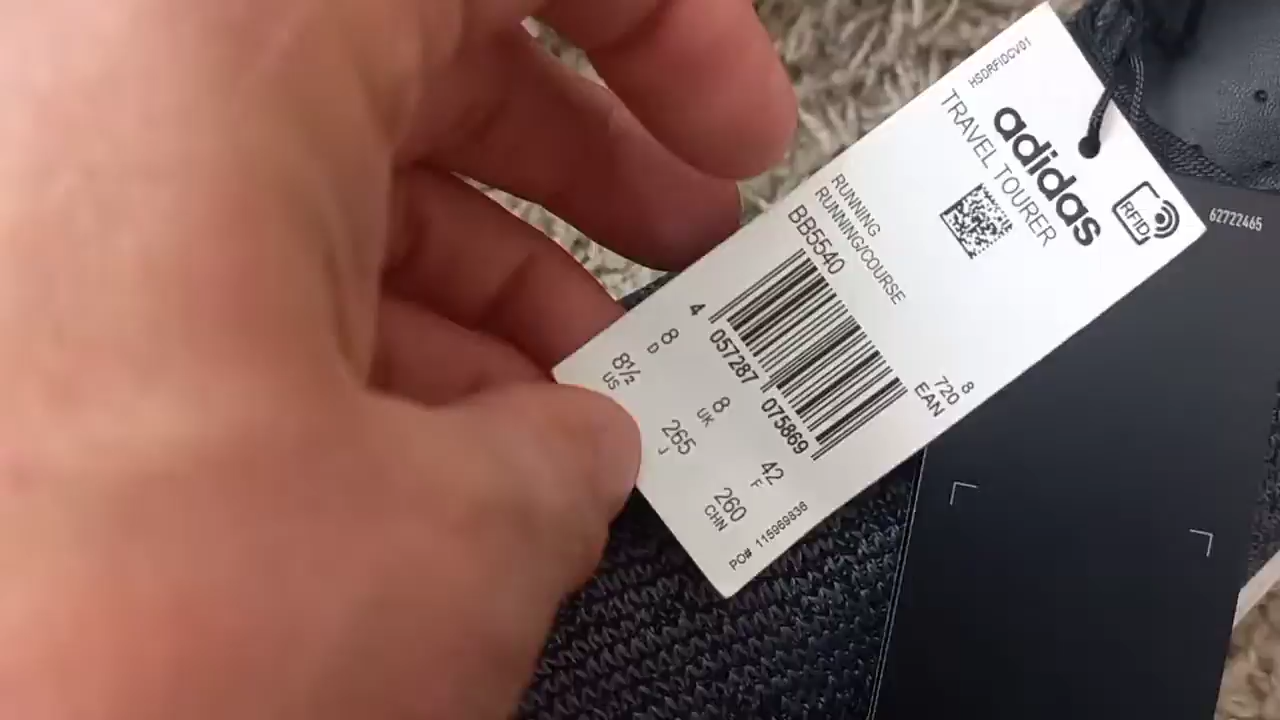 HSDRFIDCV01
adidas
TRAVEL TOURER
RFID
RUNNING
RUNNING/COURSE
BB5540
4 057287 075869
720 8
EAN
8
D
8½
US
8
UK
265
J
42
F
260
CHN
PO# 115969836
62722465